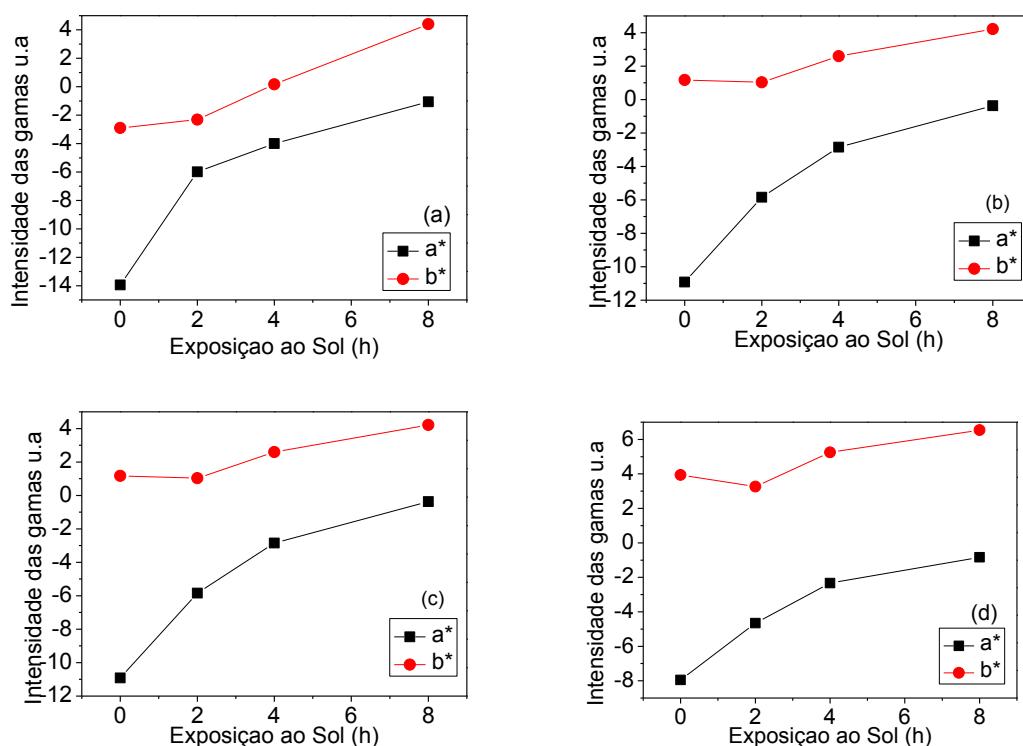 4
2
0
-2
-4
-6
-8
-10
-12
-14
Intensidade das gamas u.a
(a)
a*
b*
0 2 4 6 8
Exposiçao ao Sol (h)
4
2
0
-2
-4
-6
-8
-10
-12
Intensidade das gamas u.a
(b)
a*
b*
0 2 4 6 8
Exposiçao ao Sol (h)
4
2
0
-2
-4
-6
-8
-10
-12
Intensidade das gamas u.a
(c)
a*
b*
0 2 4 6 8
Exposiçao ao Sol (h)
6
4
2
0
-2
-4
-6
-8
Intensidade das gamas u.a
(d)
a*
b*
0 2 4 6 8
Exposiçao ao Sol (h)